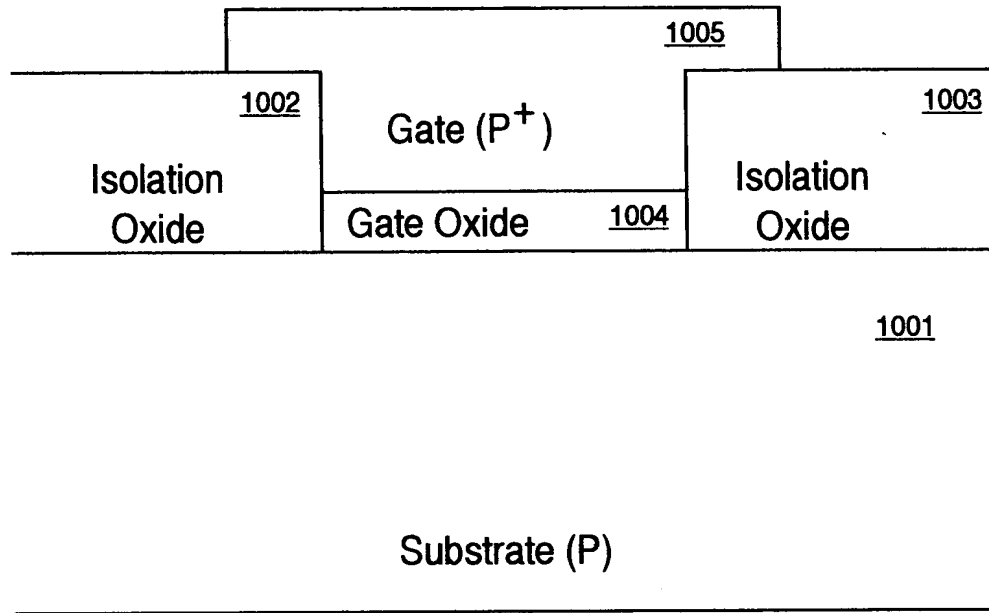 1005
1002
1003
Gate (P+)
Isolation
Oxide
Isolation
Oxide
Gate Oxide
1004
1001
Substrate (P)